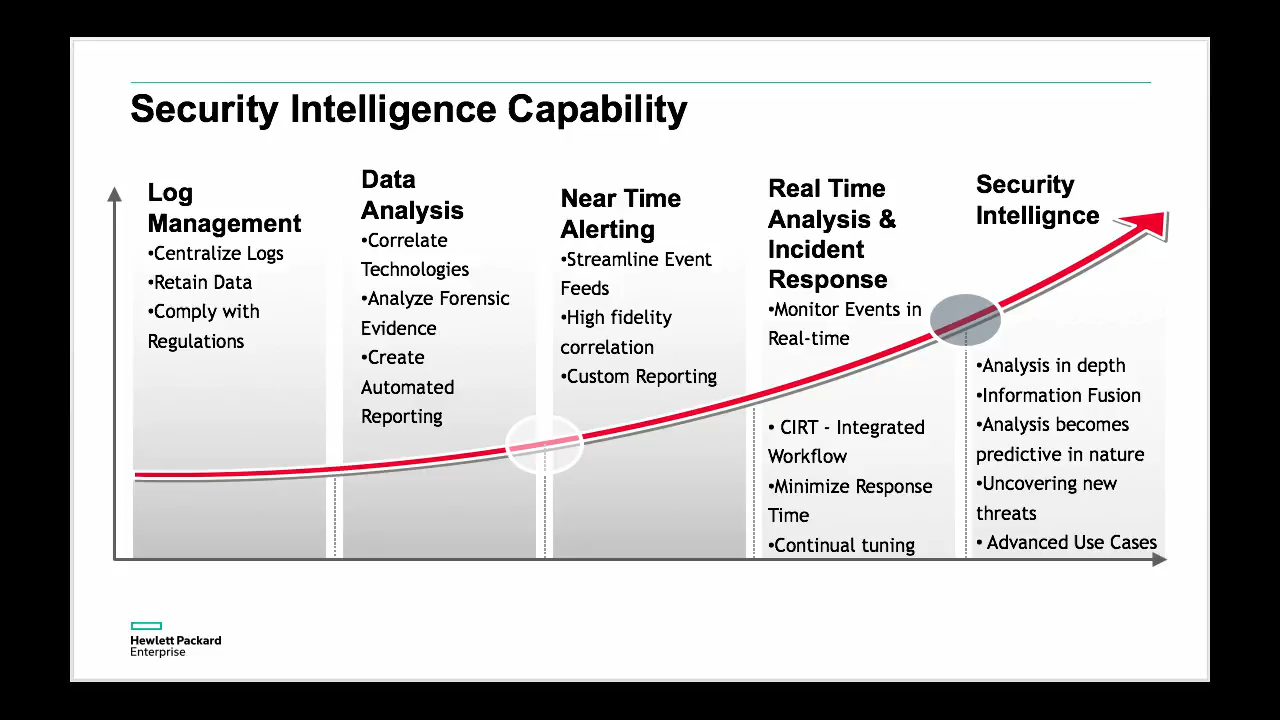 Security Intelligence Capability
Log
Management
•Centralize Logs
•Retain Data
•Comply with
Regulations
Data
Analysis
•Correlate
Technologies
•Analyze Forensic
Evidence
•Create
Automated
Reporting
Near Time
Alerting
•Streamline Event
Feeds
•High fidelity
correlation
•Custom Reporting
Real Time
Analysis &
Incident
Response
•Monitor Events in
Real-time
• CIRT - Integrated
Workflow
•Minimize Response
Time
•Continual tuning
Security
Intellignce
•Analysis in depth
•Information Fusion
•Analysis becomes
predictive in nature
•Uncovering new
threats
• Advanced Use Cases
Hewlett Packard
Enterprise